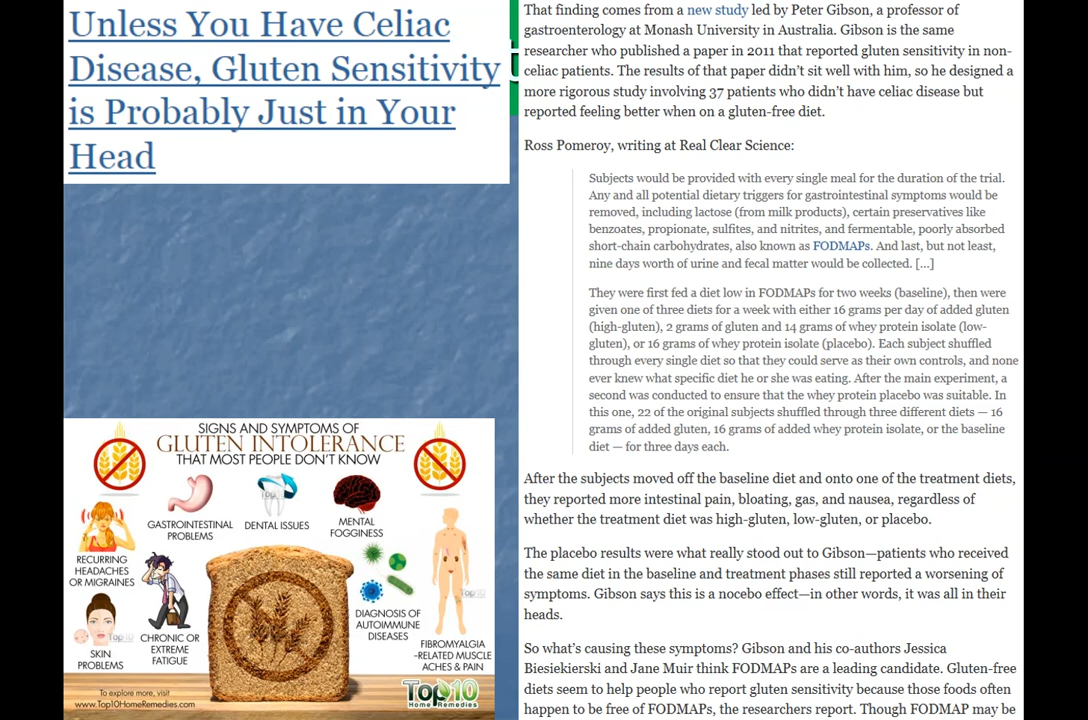 Unless You Have Celiac
Disease, Gluten Sensitivity
is Probably Just in Your
Head
SIGNS AND SYMPTOMS OF
GLUTEN INTOLERANCE
THAT MOST PEOPLE DON'T KNOW
GASTROINTESTINAL
PROBLEMS
DENTAL ISSUES
MENTAL
FOGGINESS
RECURRING
HEADACHES
OR MIGRAINES
SKIN
PROBLEMS
CHRONIC OR
EXTREME
FATIGUE
DIAGNOSIS OF
AUTOIMMUNE
DISEASES
FIBROMYALGIA
-RELATED MUSCLE
ACHES & PAIN
To explore more, visit
www.Top10HomeRemedies.com
Top10
Home Remedies
That finding comes from a new study led by Peter Gibson, a professor of
gastroenterology at Monash University in Australia. Gibson is the same
researcher who published a paper in 2011 that reported gluten sensitivity in non-
celiac patients. The results of that paper didn't sit well with him, so he designed a
more rigorous study involving 37 patients who didn't have celiac disease but
reported feeling better when on a gluten-free diet.
Ross Pomeroy, writing at Real Clear Science:
Subjects would be provided with every single meal for the duration of the trial.
Any and all potential dietary triggers for gastrointestinal symptoms would be
removed, including lactose (from milk products), certain preservatives like
benzoates, propionate, sulfites, and nitrites, and fermentable, poorly absorbed
short-chain carbohydrates, also known as FODMAPs. And last, but not least,
nine days worth of urine and fecal matter would be collected. [...]
They were first fed a diet low in FODMAPs for two weeks (baseline), then were
given one of three diets for a week with either 16 grams per day of added gluten
(high-gluten), 2 grams of gluten and 14 grams of whey protein isolate (low-
gluten), or 16 grams of whey protein isolate (placebo). Each subject shuffled
through every single diet so that they could serve as their own controls, and none
ever knew what specific diet he or she was eating. After the main experiment, a
second was conducted to ensure that the whey protein placebo was suitable. In
this one, 22 of the original subjects shuffled through three different diets — 16
grams of added gluten, 16 grams of added whey protein isolate, or the baseline
diet — for three days each.
After the subjects moved off the baseline diet and onto one of the treatment diets,
they reported more intestinal pain, bloating, gas, and nausea, regardless of
whether the treatment diet was high-gluten, low-gluten, or placebo.
The placebo results were what really stood out to Gibson—patients who received
the same diet in the baseline and treatment phases still reported a worsening of
symptoms. Gibson says this is a nocebo effect—in other words, it was all in their
heads.
So what's causing these symptoms? Gibson and his co-authors Jessica
Biesiekierski and Jane Muir think FODMAPs are a leading candidate. Gluten-free
diets seem to help people who report gluten sensitivity because those foods often
happen to be free of FODMAPs, the researchers report. Though FODMAP may be